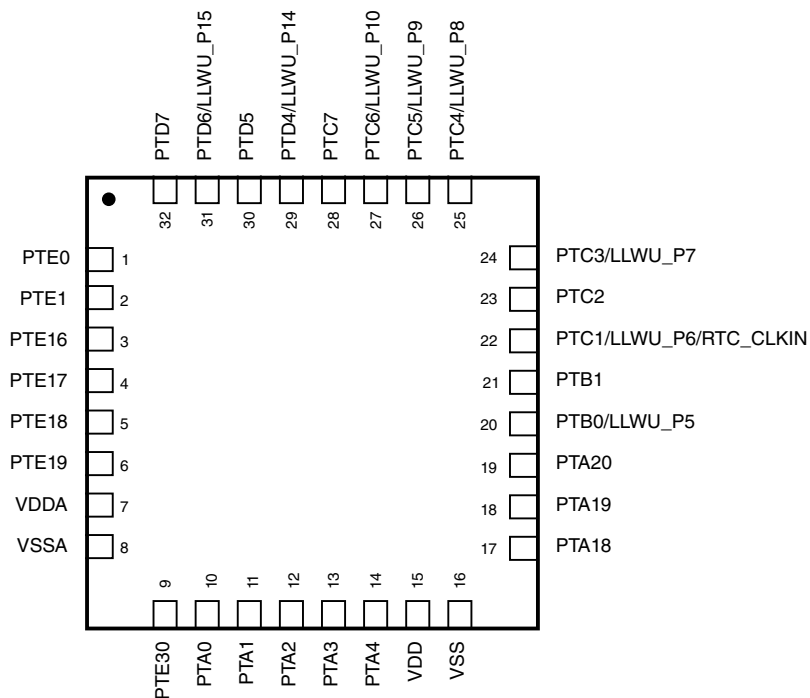 PTD7
PTD6/LLWU_P15
PTD5
PTD4/LLWU_P14
PTC7
PTC6/LLWU_P10
PTC5/LLWU_P9
PTC4/LLWU_P8
32
31
30
29
28
27
26
25
PTE0 1
PTE1 2
PTE16 3
PTE17 4
PTE18 5
PTE19 6
VDDA 7
VSSA 8
24 PTC3/LLWU_P7
23 PTC2
22 PTC1/LLWU_P6/RTC_CLKIN
21 PTB1
20 PTB0/LLWU_P5
19 PTA20
18 PTA19
17 PTA18
9
10
11
12
13
14
15
16
PTE30
PTA0
PTA1
PTA2
PTA3
PTA4
VDD
VSS